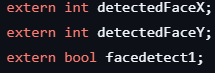 extern int detectedFaceX;
extern int detectedFaceY;
extern bool facedetect1;